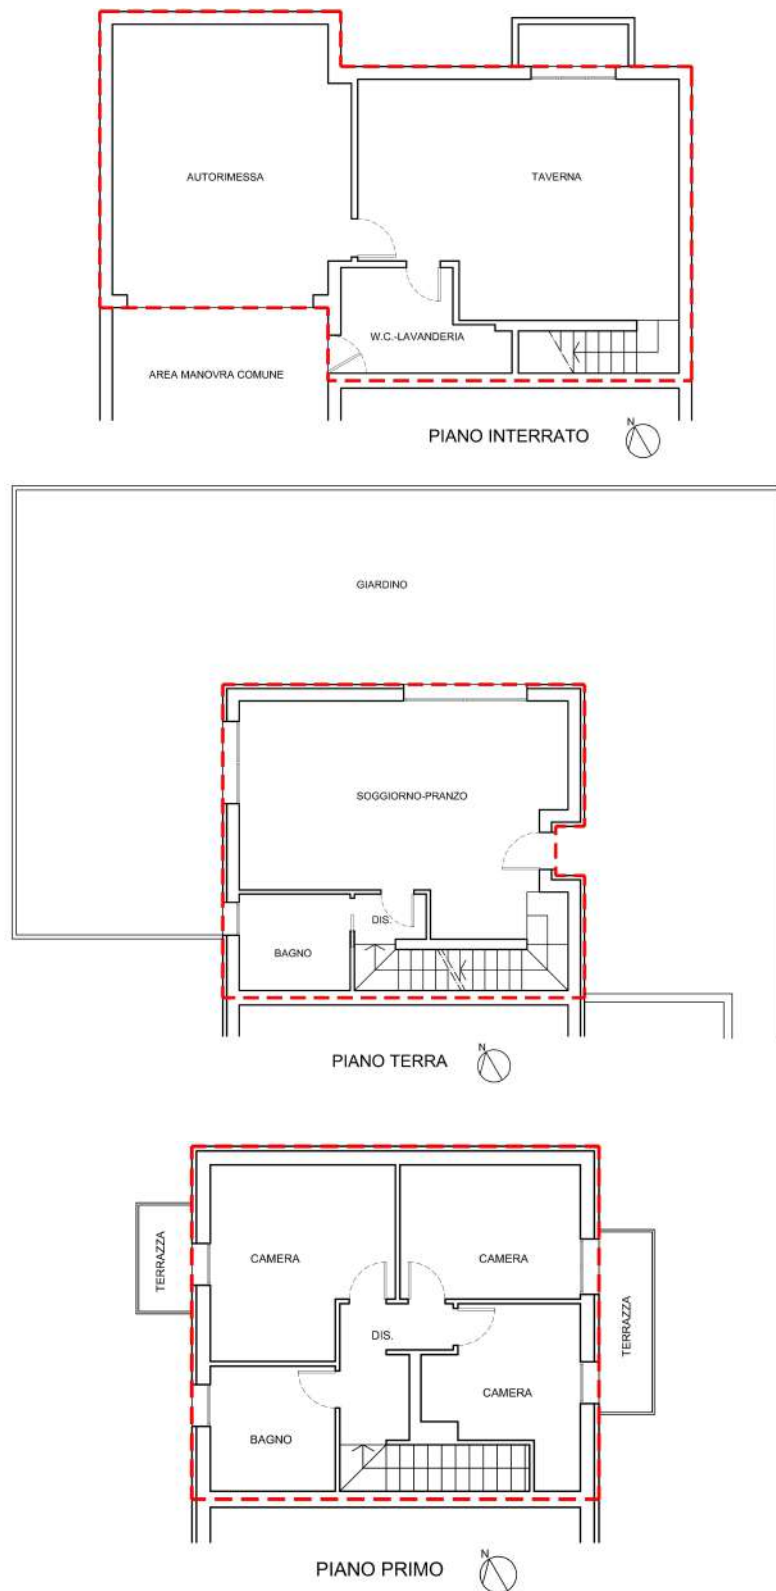 AUTORIMESSA
TAVERNA
W.C.-LAVANDERIA
AREA MANOVRA COMUNE
PIANO INTERRATO
N
GIARDINO
SOGGIORNO-PRANZO
DIS.
BAGNO
PIANO TERRA
N
TERRAZZA
CAMERA
CAMERA
TERRAZZA
DIS.
CAMERA
BAGNO
PIANO PRIMO
N